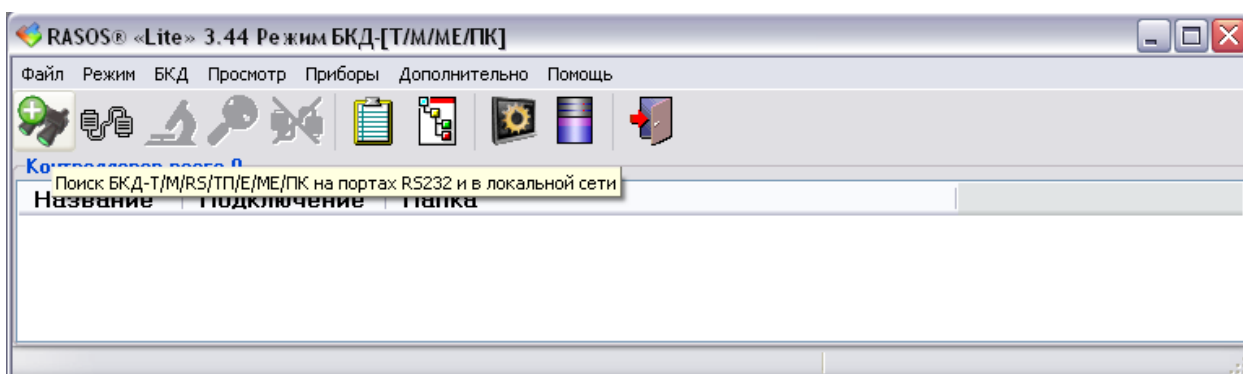 RASOS® «Lite» 3.44 Режим БКД-[Т/М/МЕ/ПК]
Файл Режим БКД Просмотр Приборы Дополнительно Помощь
Поиск БКД-Т/М/RS/ТП/Е/МЕ/ПК на портах RS232 и в локальной сети
Название Подключение Папка